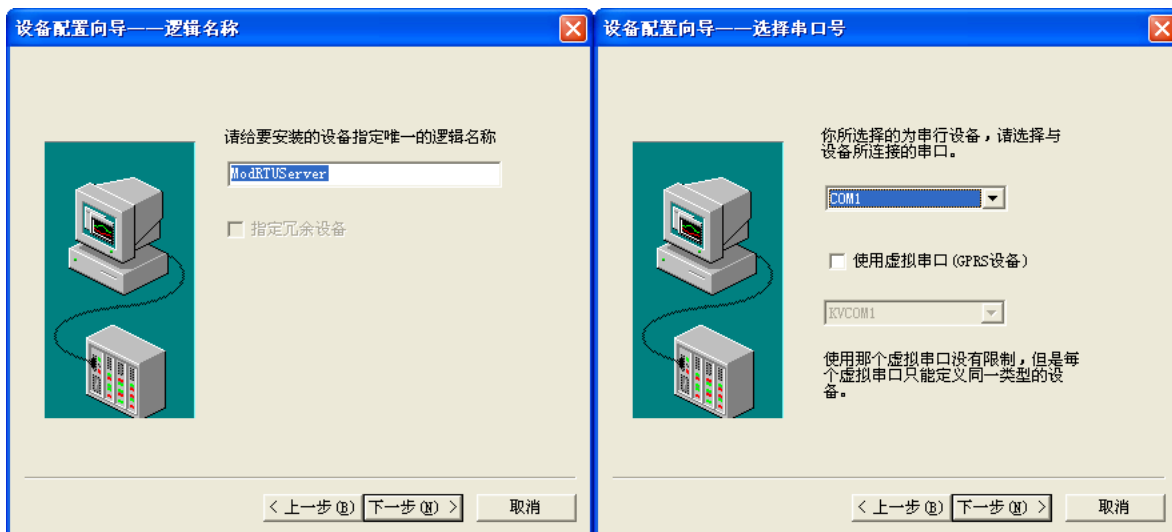 设备配置向导——逻辑名称
请给要安装的设备指定唯一的逻辑名称
ModRTUServer
指定冗余设备
< 上一步(B)
下一步(N) >
取消
设备配置向导——选择串口号
你所选择的为串行设备，请选择与
设备所连接的串口。
COM1
使用虚拟串口(GPRS设备)
KVCOM1
使用那个虚拟串口没有限制，但是每
个虚拟串口只能定义同一类型的设
备。
< 上一步(B)
下一步(N) >
取消